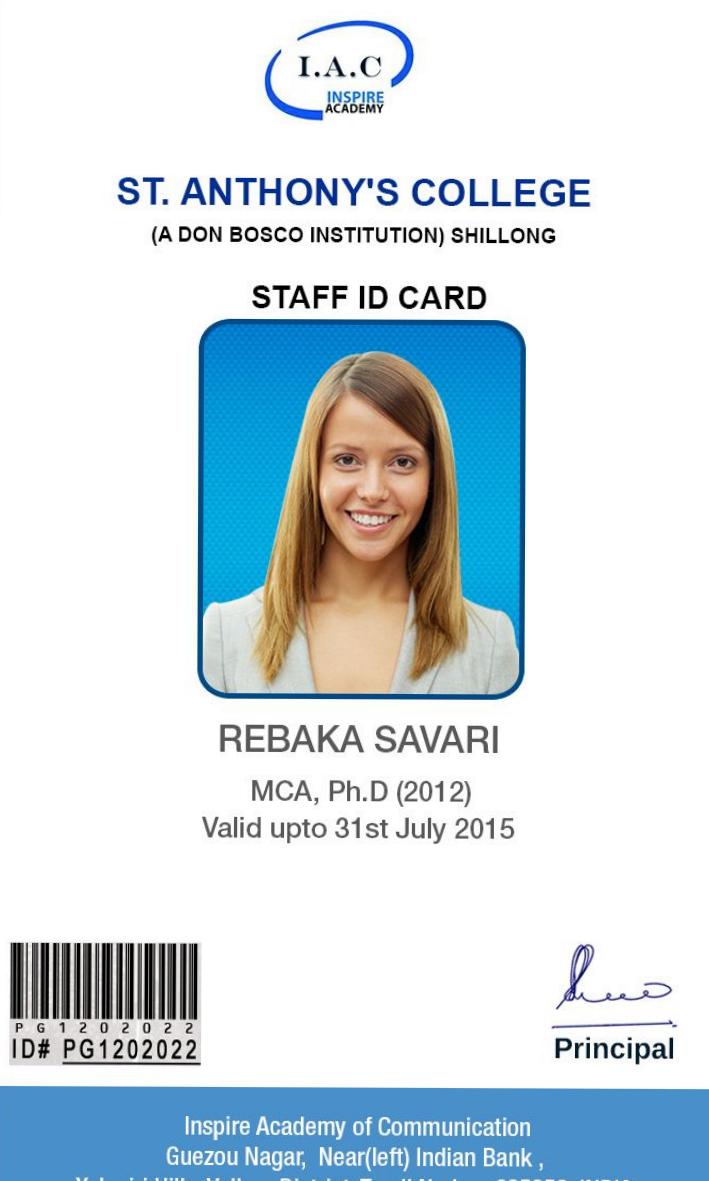 I.A.C
INSPIRE
ACADEMY
ST. ANTHONY'S COLLEGE
(A DON BOSCO INSTITUTION) SHILLONG
STAFF ID CARD
REBAKA SAVARI
MCA, Ph.D (2012)
Valid upto 31st July 2015
PG1202022
ID# PG1202022
Principal
Inspire Academy of Communication
Guezou Nagar, Near(left) Indian Bank ,